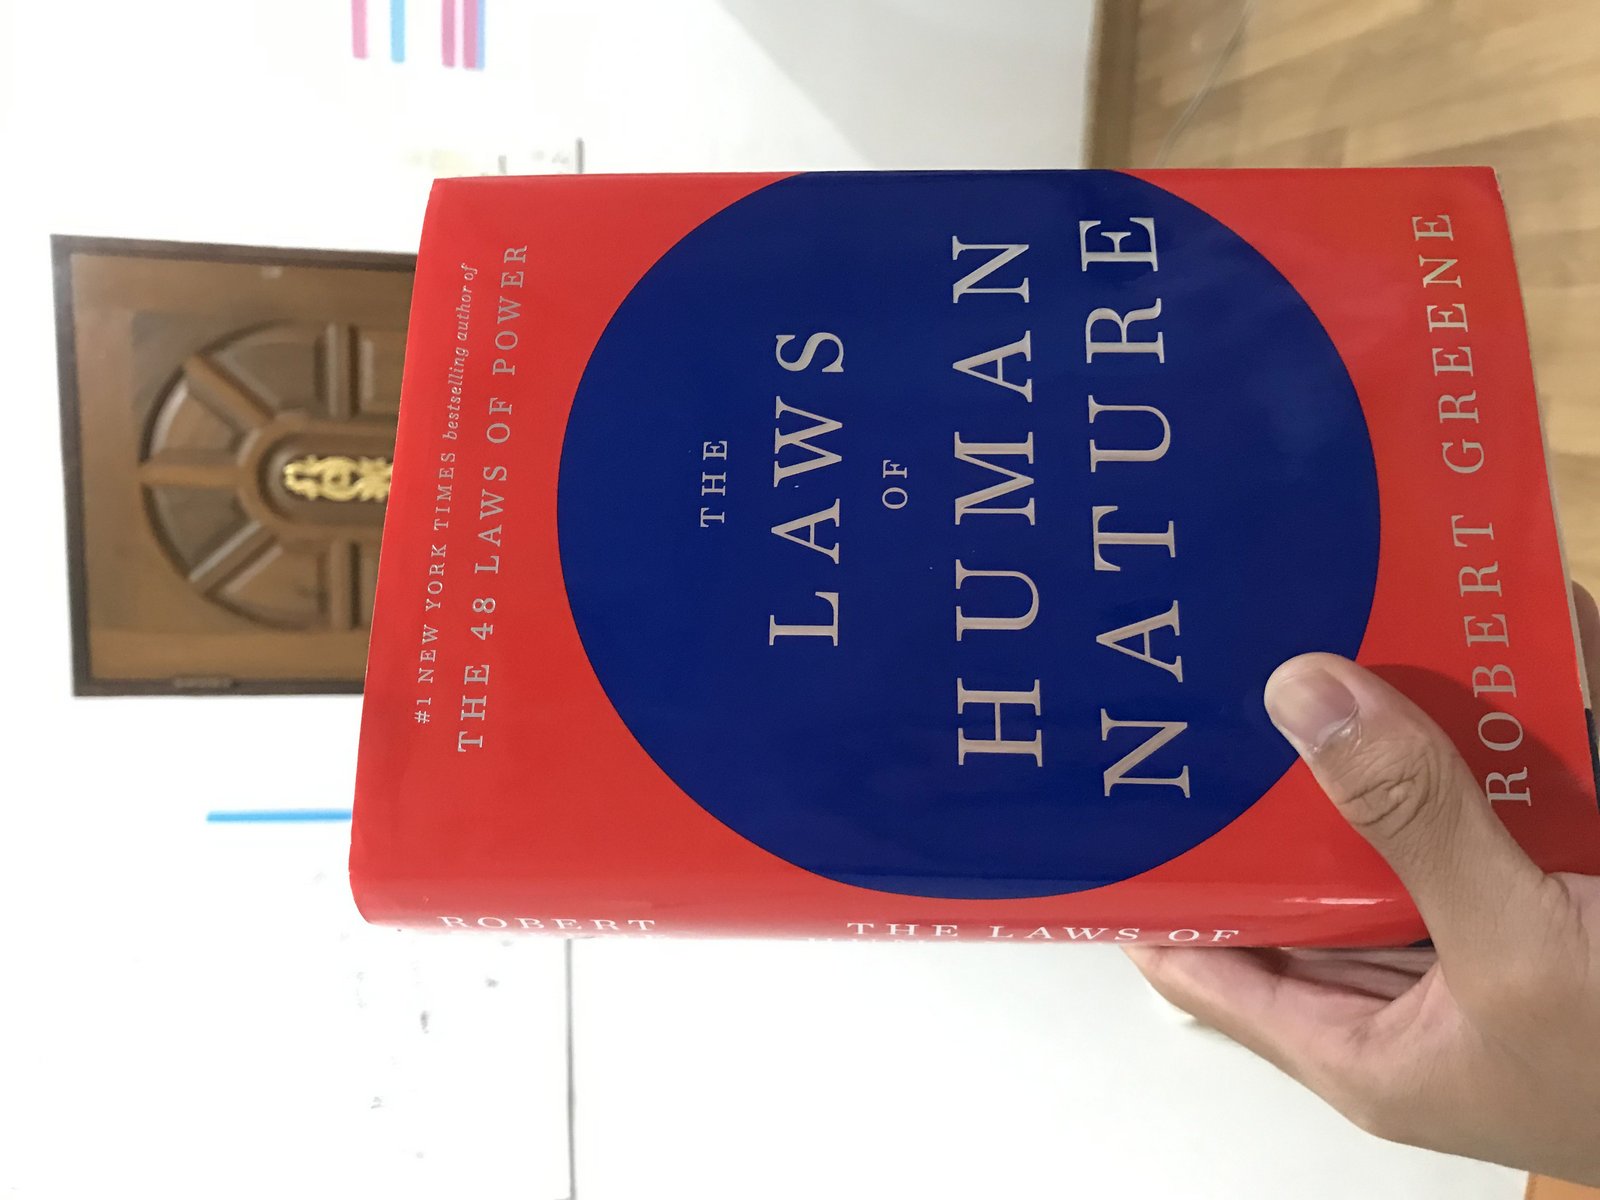 #1 NEW YORK TIMES bestselling author of
THE 48 LAWS OF POWER
THE
LAWS
OF
HUMAN
NATURE
ROBERT GREENE
ROBERT
THE LAWS OF